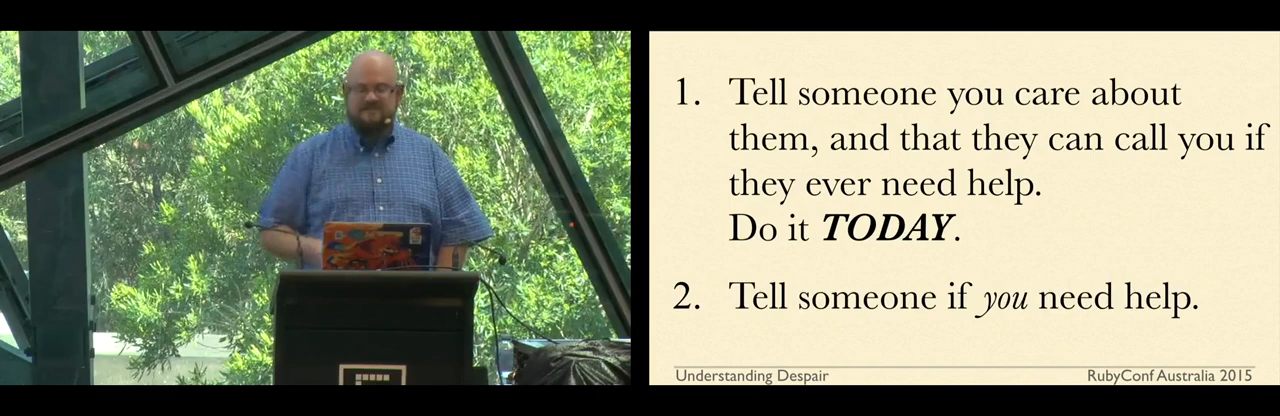 1. Tell someone you care about
them, and that they can call you if
they ever need help.
Do it TODAY.
2. Tell someone if you need help.
Understanding Despair
RubyConf Australia 2015